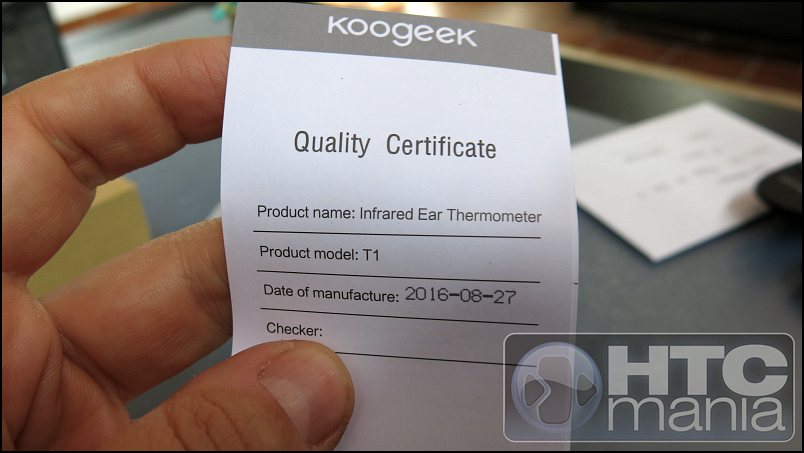 KOOGEEK
Quality Certificate
Product name: Infrared Ear Thermometer
Product model: T1
Date of manufacture: 2016-08-27
Checker:
HTC
mania